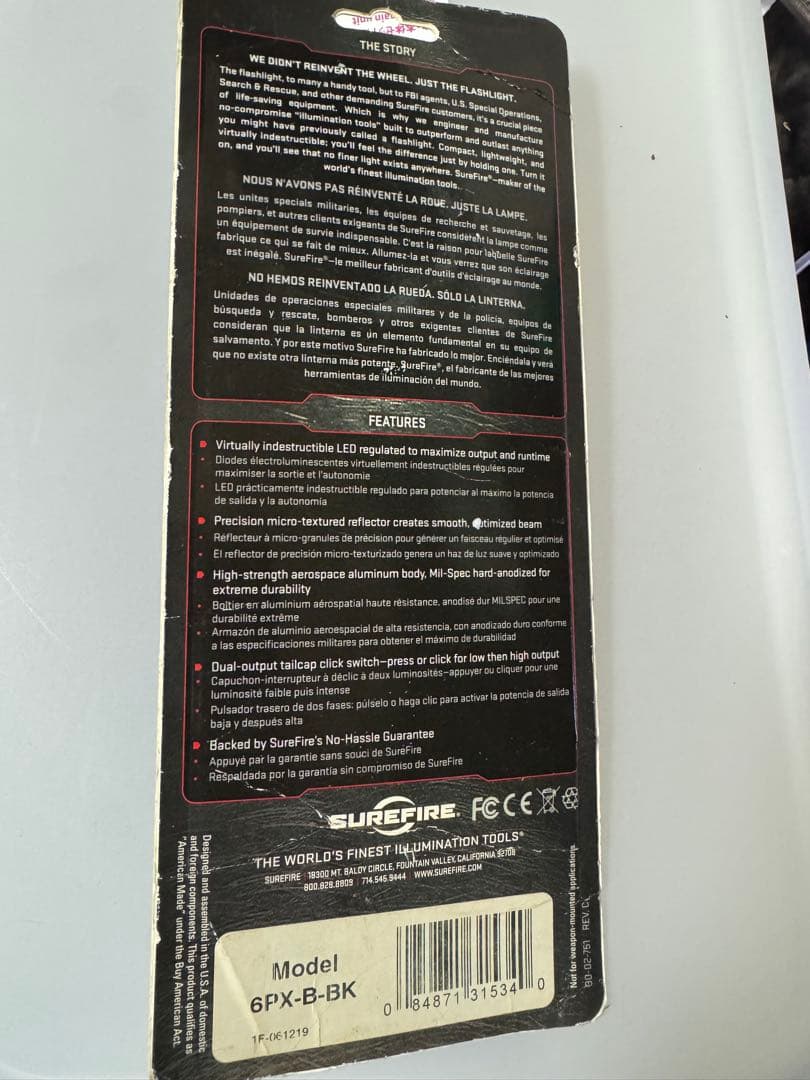 THE STORY
WE DIDN'T REINVENT THE WHEEL. JUST THE FLASHLIGHT.
The flashlight, to many a handy tool, but to FBI agents, U.S. Special Operations,
Search & Rescue, and other demanding SureFire customers, it's a crucial piece
of life-saving equipment. Which is why we engineer and manufacture
no-compromise "illumination tools" built to outperform and outlast anything
you might have previously called a flashlight. Compact, lightweight, and
virtually indestructible; you'll feel the difference just by holding one. Turn it
on, and you'll see that no finer light exists anywhere. SureFire®—maker of the
world's finest illumination tools.
NOUS N'AVONS PAS RÉINVENTÉ LA ROUE. JUSTE LA LAMPE.
Les unites specials militaries, les équipes de recherche et sauvetage, les
pompiers, et autres clients exigeants de SureFire considèrent la lampe comme
un équipement de survie indispensable. C'est la raison pour laquelle SureFire
fabrique ce qui se fait de mieux. Allumez-la et vous verrez que son éclairage
est inégalé. SureFire®—le meilleur fabricant d'outils d'éclairage au monde.
NO HEMOS REINVENTADO LA RUEDA. SÓLO LA LINTERNA.
Unidades de operaciones especiales militares y de la policía, equipos de
búsqueda y rescate, bomberos y otros exigentes clientes de SureFire
consideran que la linterna es un elemento fundamental en su equipo de
salvamento. Y por este motivo SureFire ha fabricado lo mejor. Enciéndala y verá
que no existe otra linterna más potente. SureFire®, el fabricante de las mejores
herramientas de iluminación del mundo.
FEATURES
Virtually indestructible LED regulated to maximize output and runtime
Diodes électroluminescentes virtuellement indestructibles régulées pour
maximiser la sortie et l'autonomie
LED prácticamente indestructible regulado para potenciar al máximo la potencia
de salida y la autonomía
Precision micro-textured reflector creates smooth, optimized beam
Réflecteur à micro-granules de précision pour générer un faisceau régulier et optimisé
El reflector de precisión micro-texturizado genera un haz de luz suave y optimizado
High-strength aerospace aluminum body, Mil-Spec hard-anodized for
extreme durability
Boîtier en aluminium aérospatial haute résistance, anodisé dur MILSPEC pour une
durabilité extrême
Armazón de aluminio aeroespacial de alta resistencia, con anodizado duro conforme
a las especificaciones militares para obtener el máximo de durabilidad
Dual-output tailcap click switch—press or click for low then high output
Capuchon-interrupteur à déclic à deux luminosités—appuyer ou cliquer pour une
luminosité faible puis intense
Pulsador trasero de dos fases: púlselo o haga clic para activar la potencia de salida
baja y después alta
Backed by SureFire's No-Hassle Guarantee
Appuyé par la garantie sans souci de SureFire
Respaldada por la garantía sin compromiso de SureFire
SUREFIRE® FC CE
THE WORLD'S FINEST ILLUMINATION TOOLS®
SUREFIRE | 18300 MT. BALDY CIRCLE, FOUNTAIN VALLEY, CALIFORNIA 92708
800.828.8809 | 714.545.9444 | WWW.SUREFIRE.COM
Designed and assembled in the U.S.A. of domestic
and foreign components. This product qualifies as
"American Made" under the Buy American Act.
Model
6PX-B-BK
1F-061219
0 84871 31534 0
Not for weapon-mounted applications.
80-02-751 REV. C